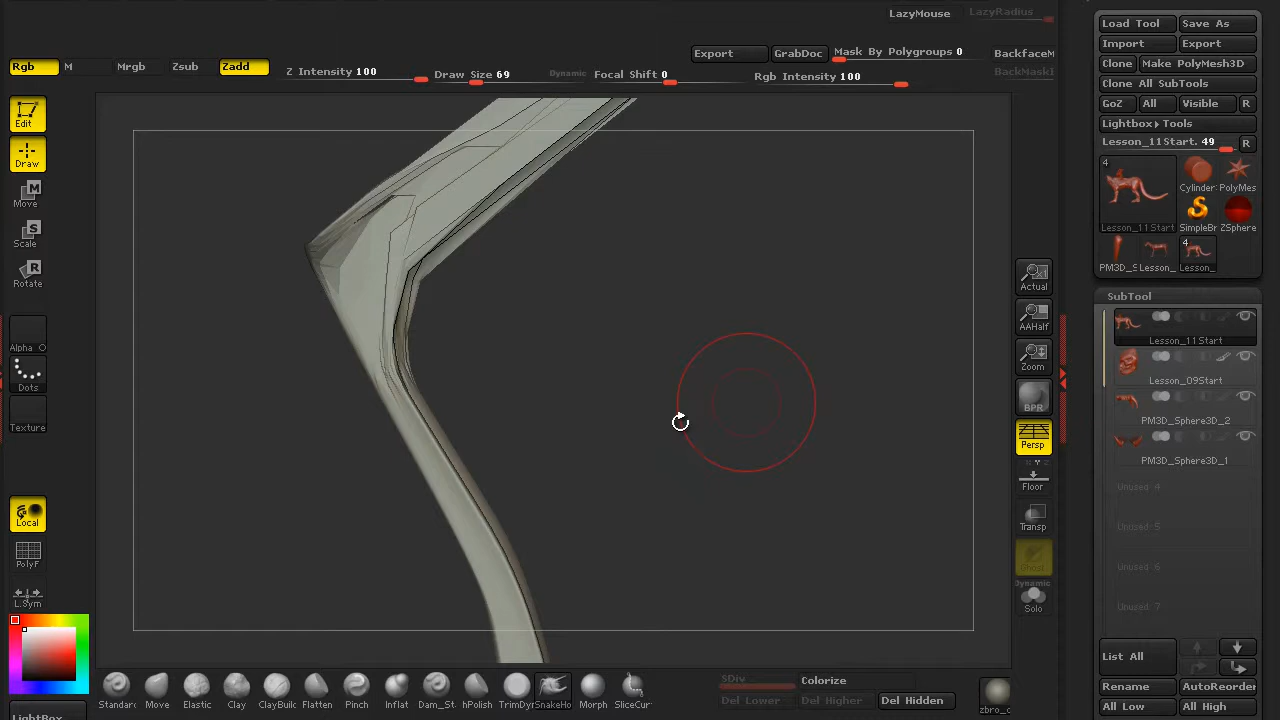 LazyMouse LazyRadius
Export GrabDoc Mask By Polygroups 0 BackfaceM
Rgb M Mrgb Zsub Zadd Z Intensity 100 Draw Size 69 Dynamic Focal Shift 0 Rgb Intensity 100 BackMaskI
Edit
Draw
Move
Scale
Rotate
Alpha O
Dots
Texture
Local
PolyF
L.Sym
LightBox
Standard
Move
Elastic
Clay
ClayBuilc
Flatten
Pinch
Inflat
Dam_St
hPolish
TrimDyr
SnakeHo
Morph
SliceCur
SDiv
Del Lower
Colorize
Del Higher
Del Hidden
Actual
AAHalf
Zoom
BPR
Persp
Floor
Transp
Ghost
Dynamic
Solo
Load Tool Save As
Import Export
Clone Make PolyMesh3D
Clone All SubTools
GoZ All Visible R
Lightbox▸Tools
Lesson_11Start. 49 R
4
Cylinder PolyMes
Lesson_11Start SimpleBr ZSphere
4
PM3D_S Lesson_ Lesson_
SubTool
Lesson_11Start
Lesson_09Start
PM3D_Sphere3D_2
PM3D_Sphere3D_1
Unused 4
Unused 5
Unused 6
Unused 7
List All
Rename AutoReorder
All Low All High